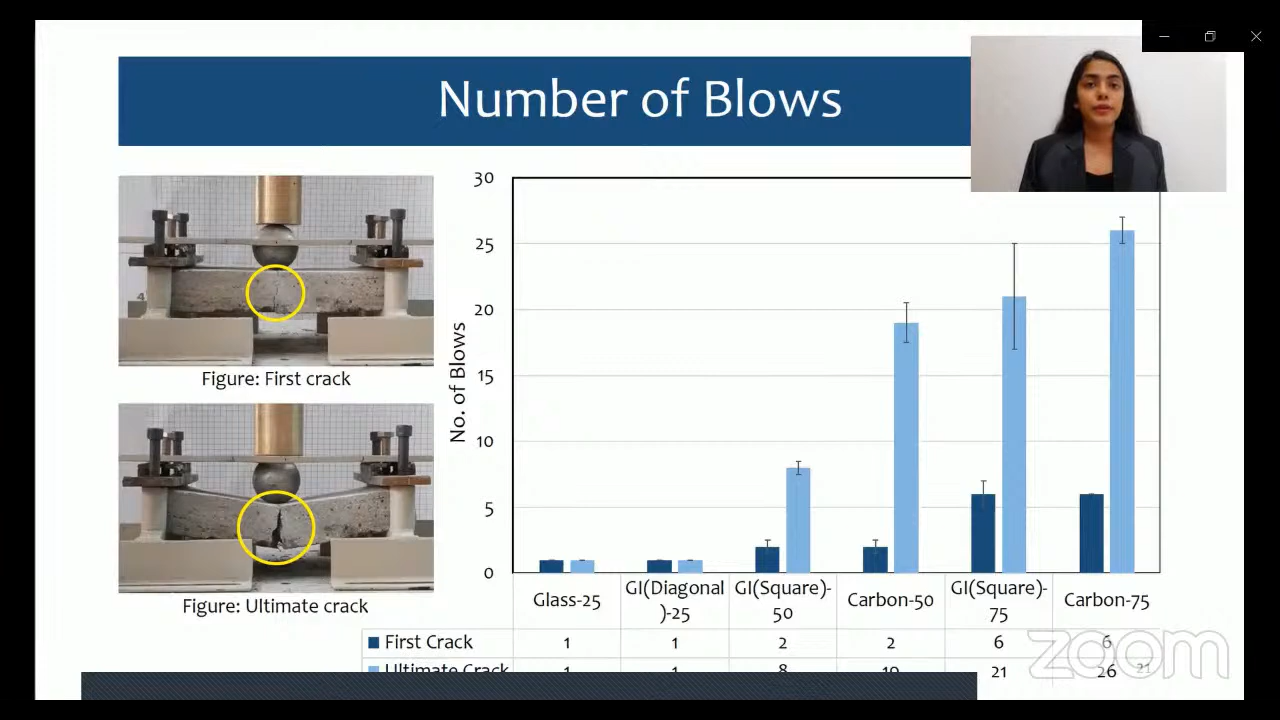 Number of Blows
Figure: First crack
Figure: Ultimate crack
No. of Blows
30
25
20
15
10
5
0
Glass-25
GI(Diagonal
)-25
GI(Square)-
50
Carbon-50
GI(Square)-
75
Carbon-75
First Crack 1 1 2 2 6 6
Ultimate Crack 1 1 8 19 21 26
zoom
21
4